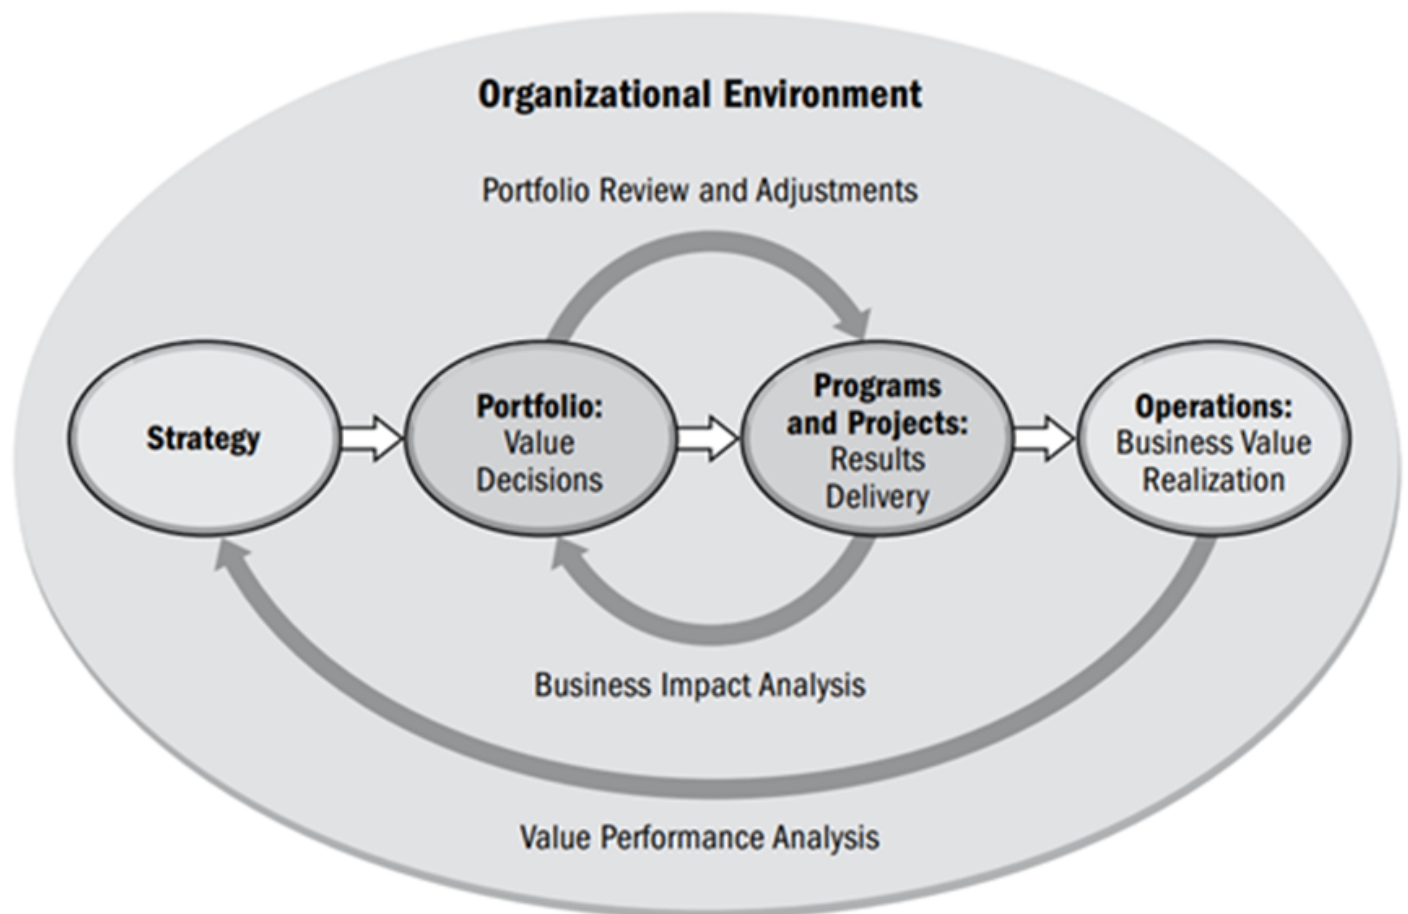 Organizational Environment
Portfolio Review and Adjustments
Strategy
Portfolio:
Value
Decisions
Programs
and Projects:
Results
Delivery
Operations:
Business Value
Realization
Business Impact Analysis
Value Performance Analysis